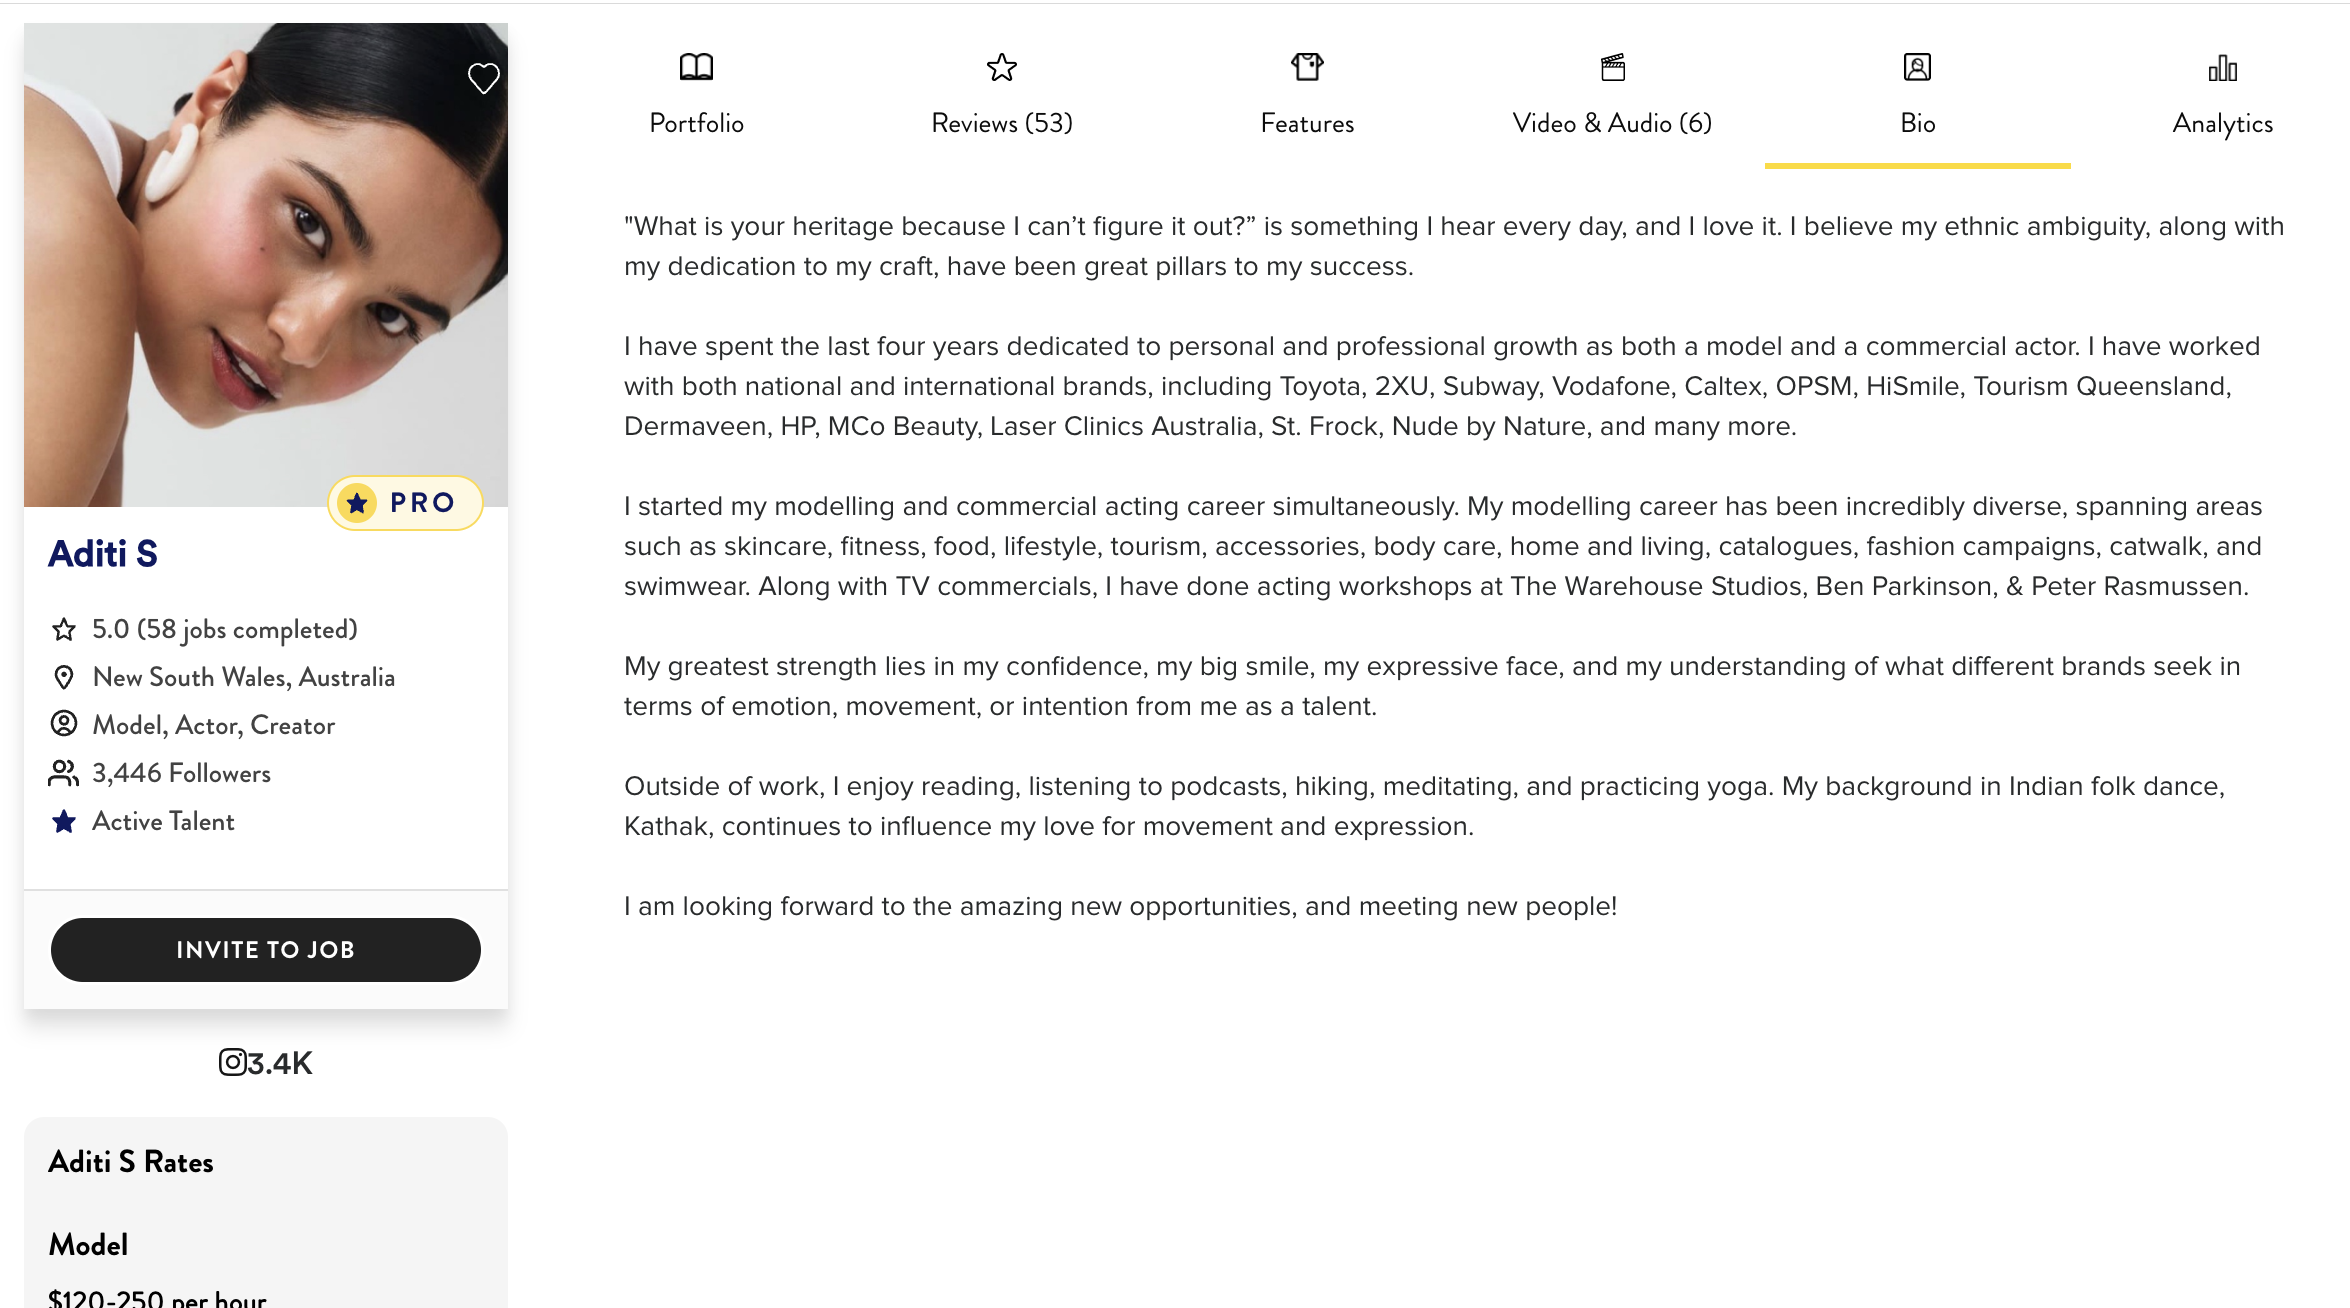 Portfolio
Reviews (53)
Features
Video & Audio (6)
Bio
Analytics
PRO
Aditi S
5.0 (58 jobs completed)
New South Wales, Australia
Model, Actor, Creator
3,446 Followers
Active Talent
INVITE TO JOB
3.4K
Aditi S Rates
Model
$120-250 per hour
"What is your heritage because I can’t figure it out?” is something I hear every day, and I love it. I believe my ethnic ambiguity, along with
my dedication to my craft, have been great pillars to my success.
I have spent the last four years dedicated to personal and professional growth as both a model and a commercial actor. I have worked
with both national and international brands, including Toyota, 2XU, Subway, Vodafone, Caltex, OPSM, HiSmile, Tourism Queensland,
Dermaveen, HP, MCo Beauty, Laser Clinics Australia, St. Frock, Nude by Nature, and many more.
I started my modelling and commercial acting career simultaneously. My modelling career has been incredibly diverse, spanning areas
such as skincare, fitness, food, lifestyle, tourism, accessories, body care, home and living, catalogues, fashion campaigns, catwalk, and
swimwear. Along with TV commercials, I have done acting workshops at The Warehouse Studios, Ben Parkinson, & Peter Rasmussen.
My greatest strength lies in my confidence, my big smile, my expressive face, and my understanding of what different brands seek in
terms of emotion, movement, or intention from me as a talent.
Outside of work, I enjoy reading, listening to podcasts, hiking, meditating, and practicing yoga. My background in Indian folk dance,
Kathak, continues to influence my love for movement and expression.
I am looking forward to the amazing new opportunities, and meeting new people!